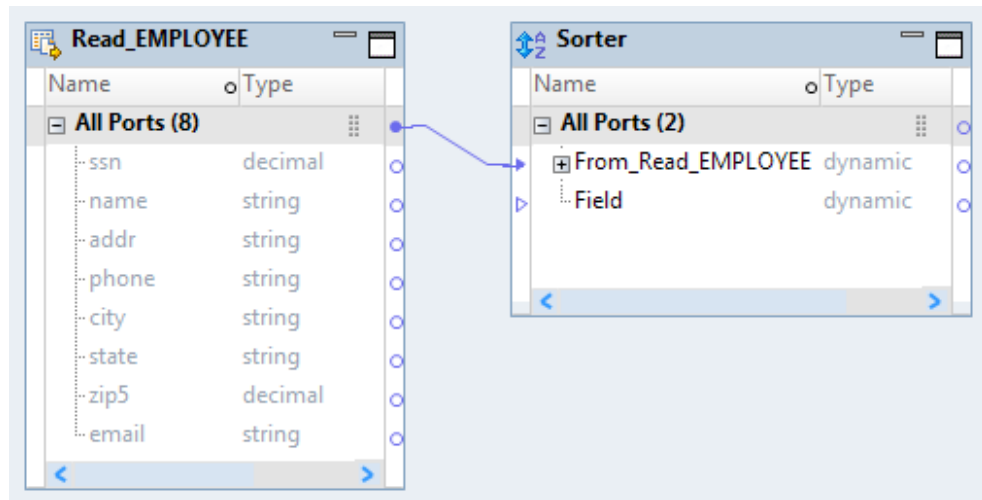 Read_EMPLOYEE
Name Type
All Ports (8)
ssn decimal
name string
addr string
phone string
city string
state string
zip5 decimal
email string
A
Z
Sorter
Name Type
All Ports (2)
From_Read_EMPLOYEE dynamic
Field dynamic